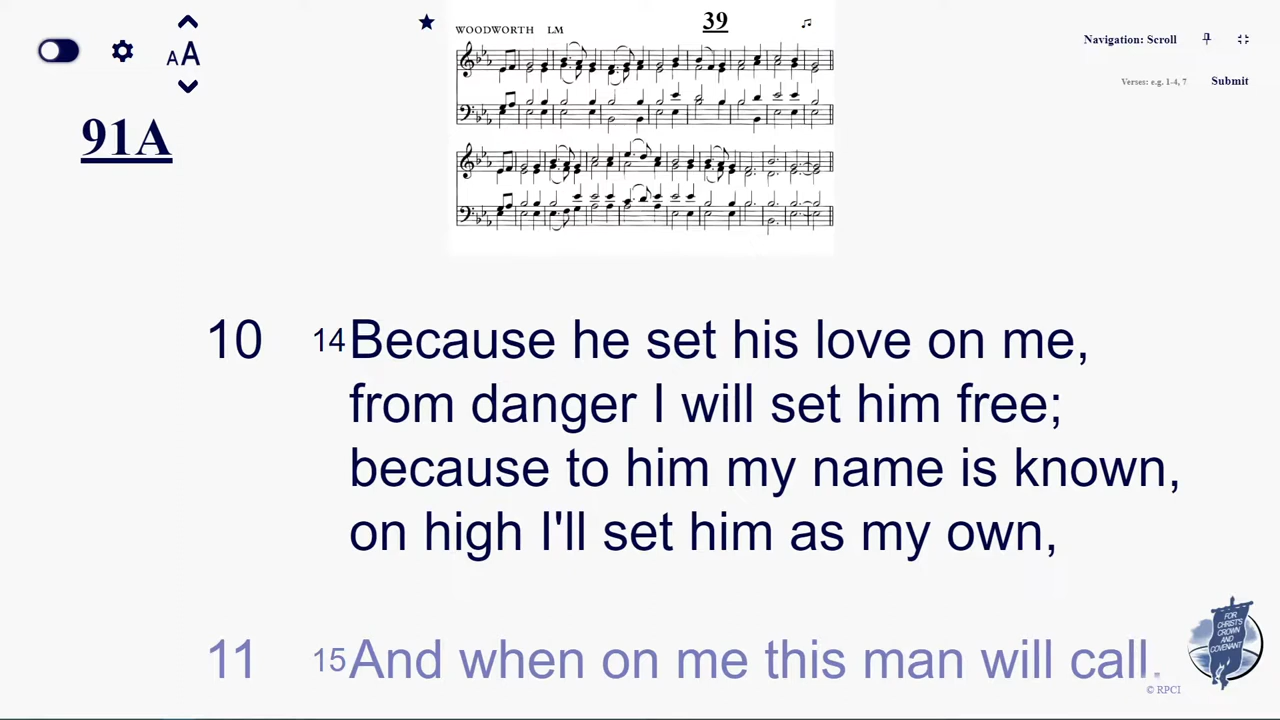 AA
WOODWORTH LM
39
Navigation: Scroll
Verses: e.g. 1-4, 7
Submit
91A
10 14Because he set his love on me,
from danger I will set him free;
because to him my name is known,
on high I'll set him as my own,
11 15And when on me this man will call.
FOR
CHRIST'S
CROWN
AND
COVENANT
© RPCI